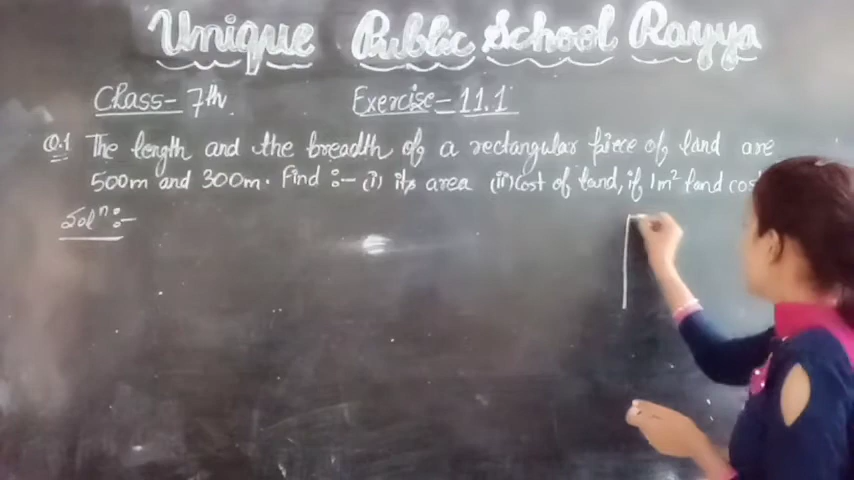 Unique Public School Rayya
Class- 7th Exercise- 11.1
Q.1 The length and the breadth of a rectangular piece of land are
500m and 300m. Find :- (i) its area (ii) Cost of land, if 1m² land
Solⁿ :-